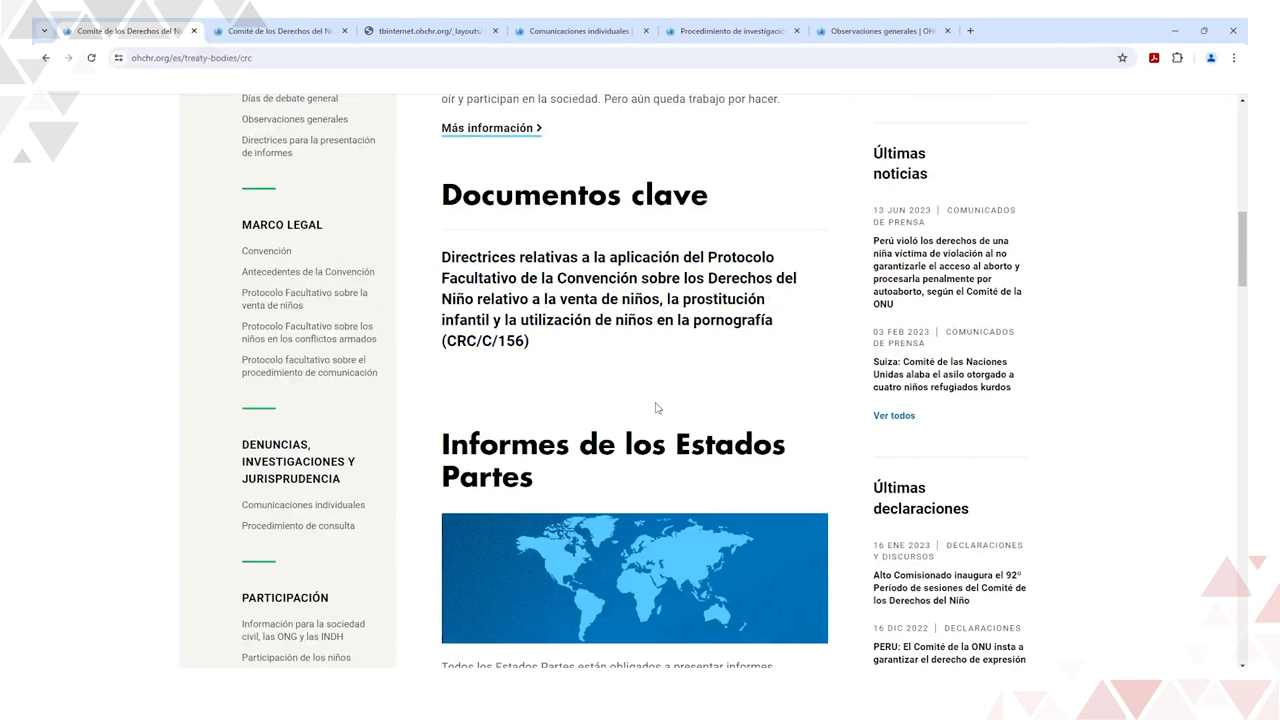 Comité de los Derechos del Ni
Comité de los Derechos del Ni
tbinternet.ohchr.org/_layouts/
Comunicaciones individuales |
Procedimiento de investigació
Observaciones generales | OH
ohchr.org/es/treaty-bodies/crc
Días de debate general
Observaciones generales
Directrices para la presentación
de informes
MARCO LEGAL
Convención
Antecedentes de la Convención
Protocolo Facultativo sobre la
venta de niños
Protocolo Facultativo sobre los
niños en los conflictos armados
Protocolo facultativo sobre el
procedimiento de comunicación
DENUNCIAS,
INVESTIGACIONES Y
JURISPRUDENCIA
Comunicaciones individuales
Procedimiento de consulta
PARTICIPACIÓN
Información para la sociedad
civil, las ONG y las INDH
Participación de los niños
oír y participan en la sociedad. Pero aún queda trabajo por hacer.
Más información
Documentos clave
Directrices relativas a la aplicación del Protocolo
Facultativo de la Convención sobre los Derechos del
Niño relativo a la venta de niños, la prostitución
infantil y la utilización de niños en la pornografía
(CRC/C/156)
Informes de los Estados
Partes
Todos los Estados Partes están obligados a presentar informes
Últimas
noticias
13 JUN 2023 | COMUNICADOS
DE PRENSA
Perú violó los derechos de una
niña víctima de violación al no
garantizarle el acceso al aborto y
procesarla penalmente por
autoaborto, según el Comité de la
ONU
03 FEB 2023 | COMUNICADOS
DE PRENSA
Suiza: Comité de las Naciones
Unidas alaba el asilo otorgado a
cuatro niños refugiados kurdos
Ver todos
Últimas
declaraciones
16 ENE 2023 | DECLARACIONES
Y DISCURSOS
Alto Comisionado inaugura el 92º
Período de sesiones del Comité de
los Derechos del Niño
16 DIC 2022 | DECLARACIONES
PERU: El Comité de la ONU insta a
garantizar el derecho de expresión